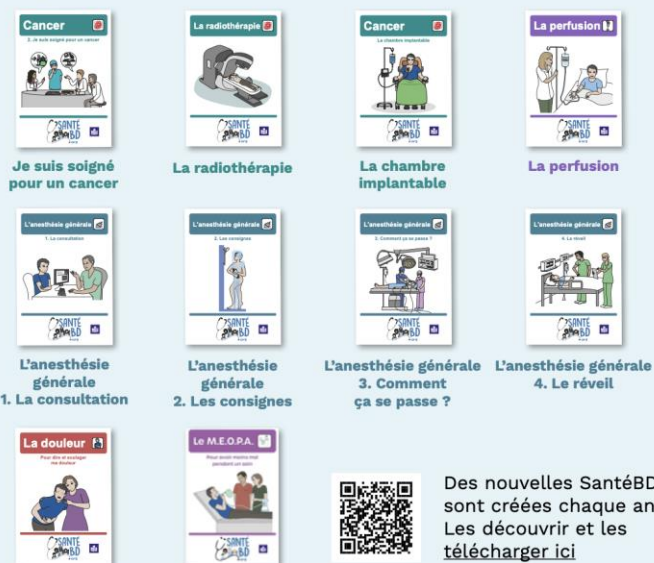 Cancer
2. Je suis soigné pour un cancer
SANTÉ
BD
La radiothérapie
SANTÉ
BD
Cancer
La chambre implantable
SANTÉ
BD
La perfusion
SANTÉ
BD
Je suis soigné
pour un cancer
La radiothérapie
La chambre
implantable
La perfusion
L'anesthésie générale
1. La consultation
SANTÉ
BD
L'anesthésie générale
2. Les consignes
SANTÉ
BD
L'anesthésie générale
3. Comment ça se passe ?
SANTÉ
BD
L'anesthésie générale
4. Le réveil
SANTÉ
BD
L'anesthésie
générale
1. La consultation
L'anesthésie
générale
2. Les consignes
L'anesthésie générale
3. Comment
ça se passe ?
L'anesthésie générale
4. Le réveil
La douleur
Pour dire et soulager
ma douleur
SANTÉ
BD
Le M.E.O.P.A.
Pour avoir moins mal
pendant un soin
SANTÉ
BD
Des nouvelles SantéBD
sont créées chaque an
Les découvrir et les
télécharger ici